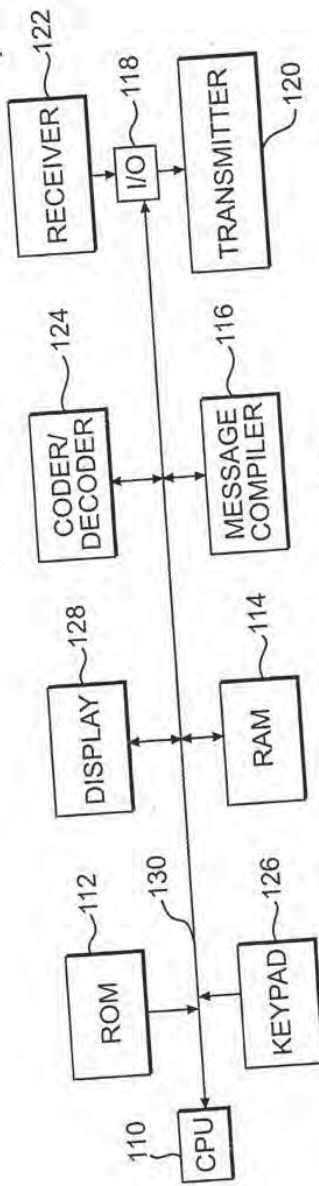 122
RECEIVER
118
I/O
TRANSMITTER
120
124
CODER/
DECODER
116
MESSAGE
COMPILER
128
DISPLAY
114
RAM
112
ROM
130
126
KEYPAD
110
CPU